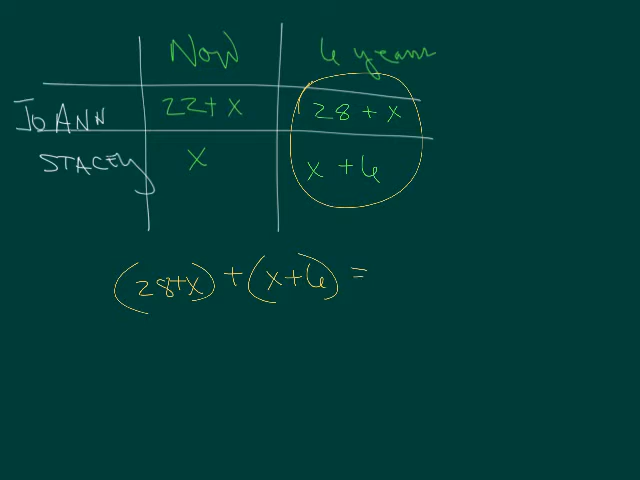 Now 6 years
JoAnn 22+x 28+x
STACEY x x+6
(28+x)+(x+6)=